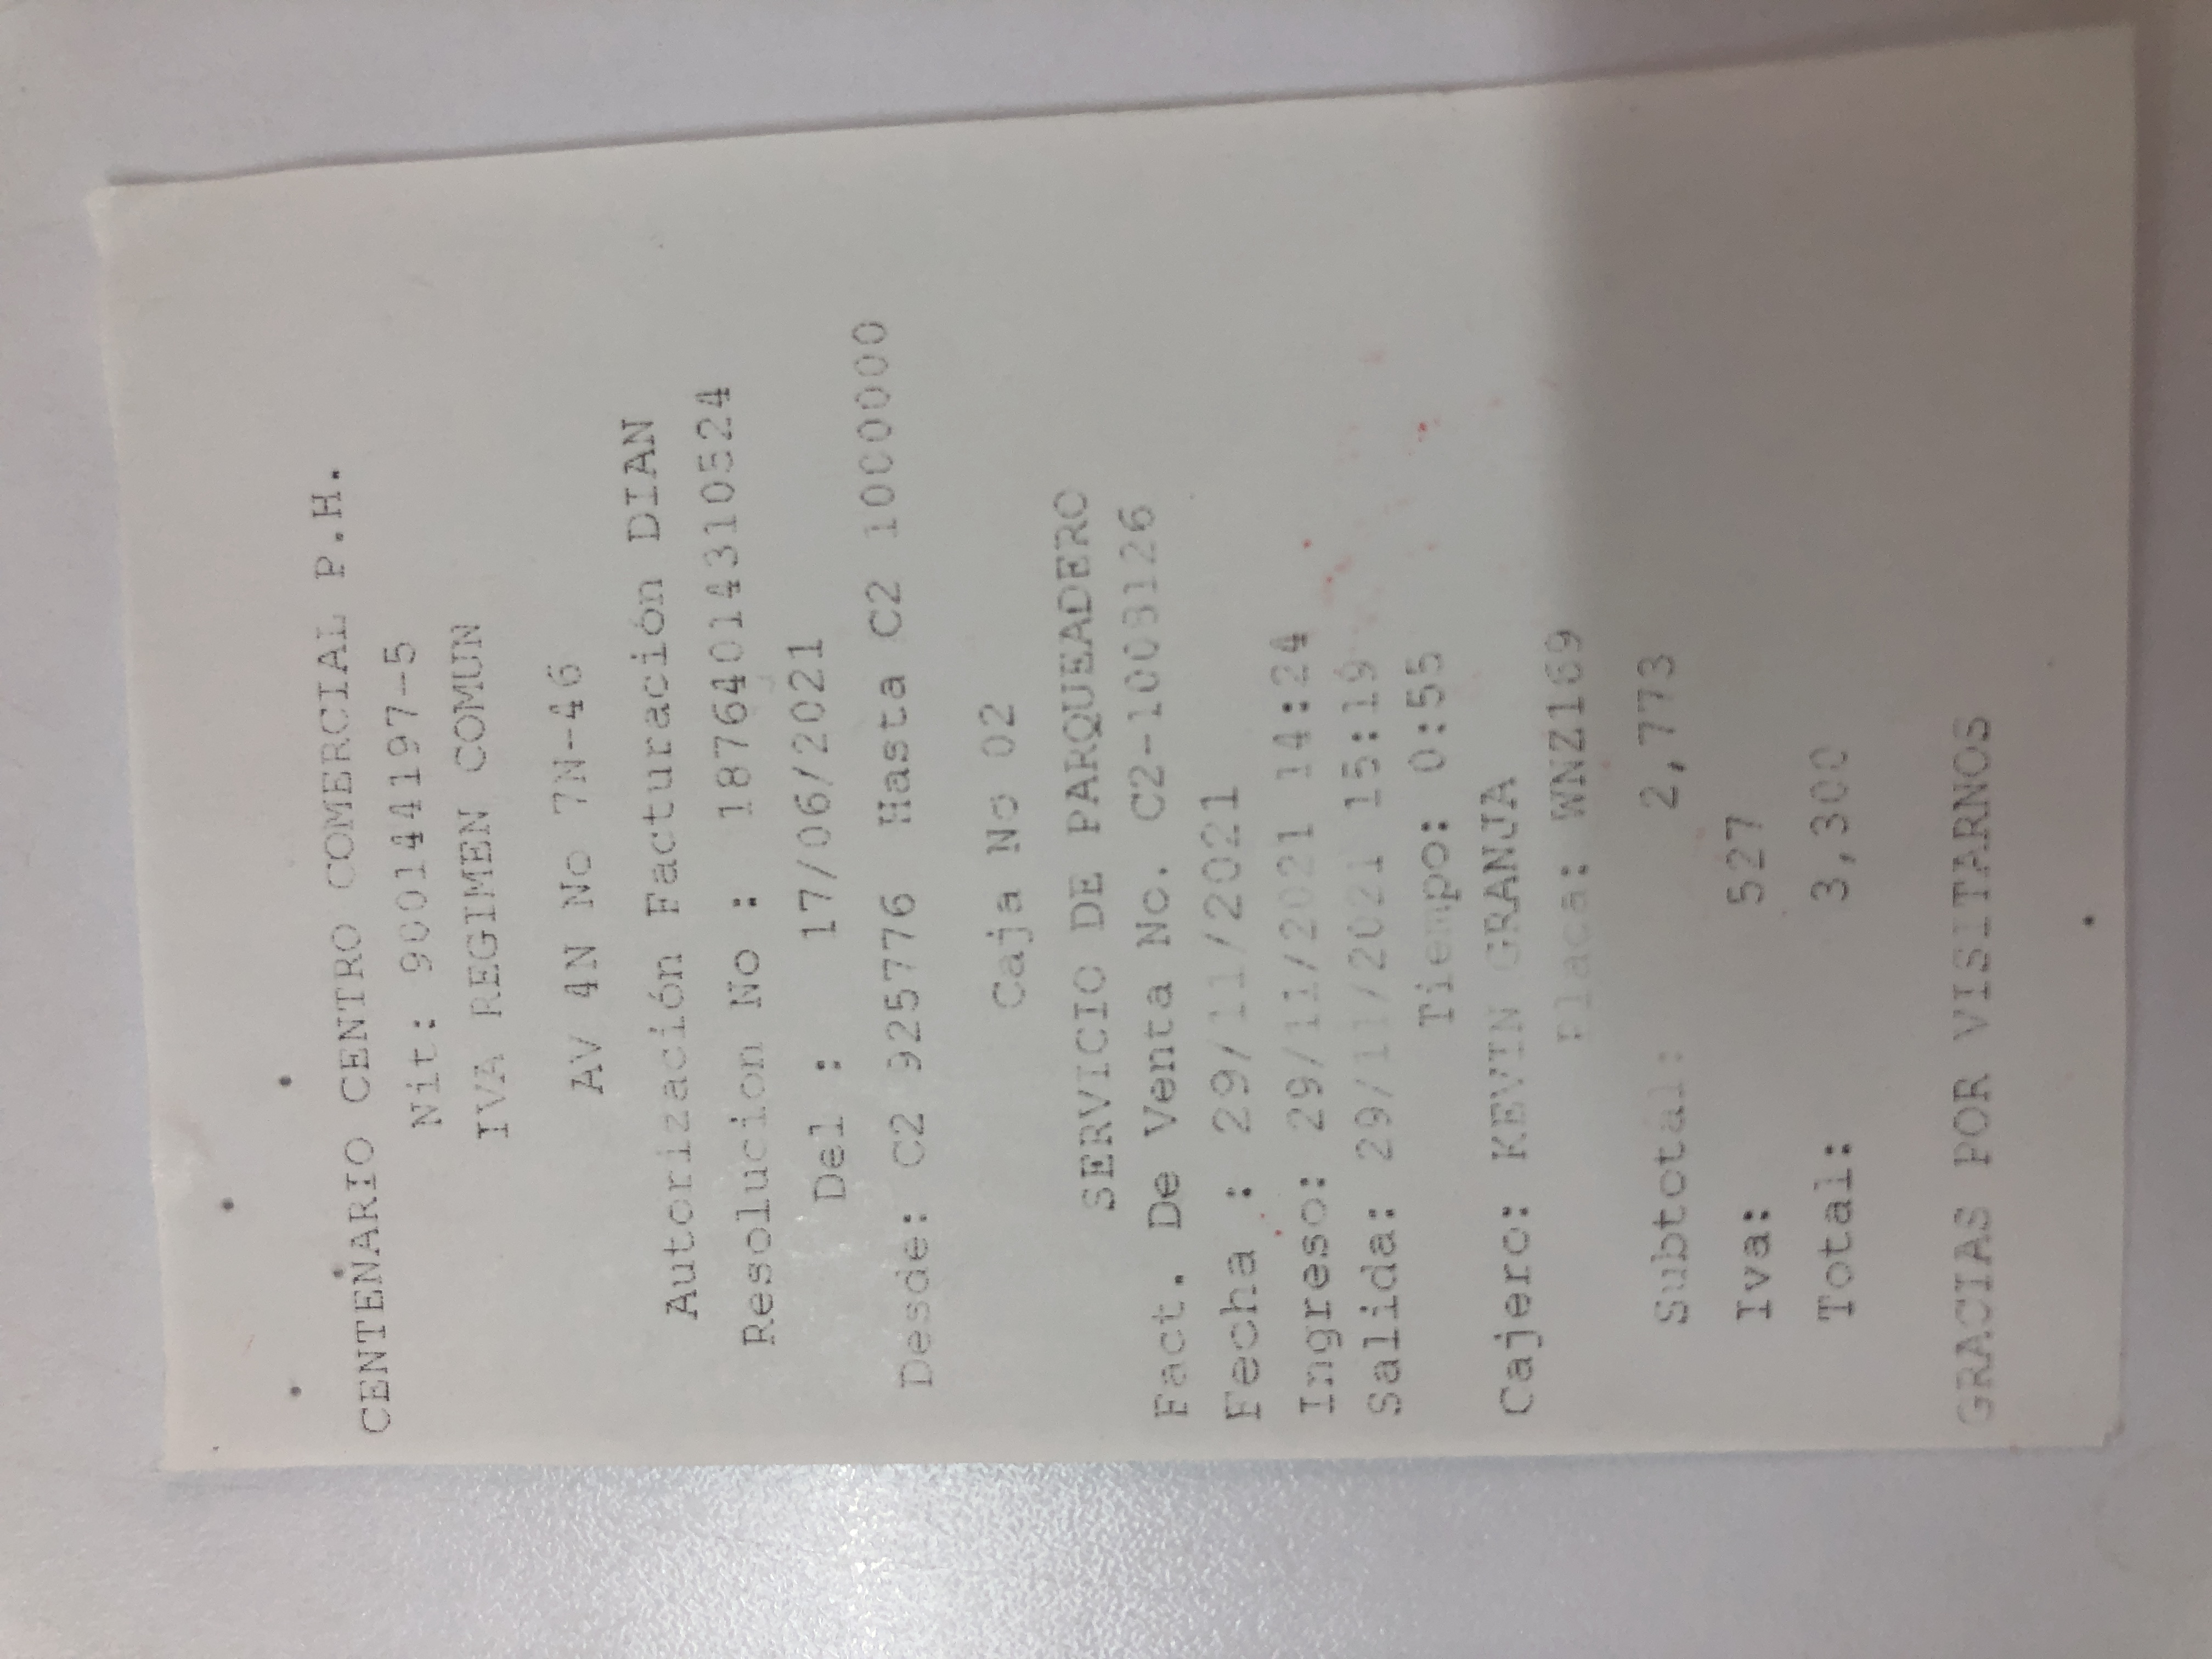 CENTENARIO CENTRO COMERCIAL P.H.
Nit: 900144197-5
IVA REGIMEN COMUN
AV 4N No 7N-46
Autorización Facturación DIAN
Resolucion No : 18764014310524
Del : 17/06/2021
Desde: C2 925776 Hasta C2 1000000
Caja No 02
SERVICIO DE PARQUEADERO
Fact. De Venta No. C2-1003126
Fecha : 29/11/2021
Ingreso: 29/11/2021 14:24
Salida: 29/11/2021 15:19
Tiempo: 0:55
Cajero: KEVIN GRANJA
Placa: WNZ169
Subtotal: 2,773
Iva: 527
Total: 3,300
GRACIAS POR VISITARNOS